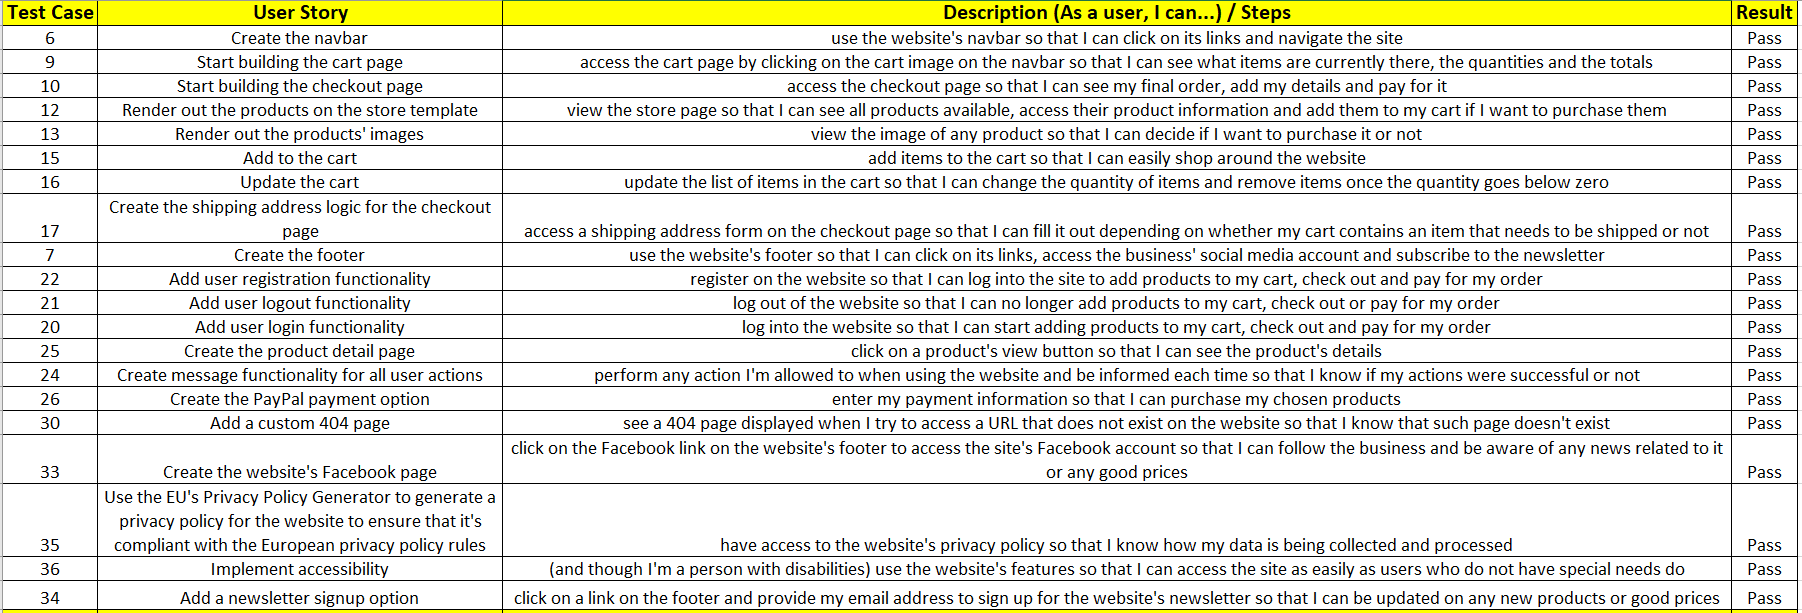 Test Case User Story Description (As a user, I can...) / Steps Result
6 Create the navbar use the website's navbar so that I can click on its links and navigate the site Pass
9 Start building the cart page access the cart page by clicking on the cart image on the navbar so that I can see what items are currently there, the quantities and the totals Pass
10 Start building the checkout page access the checkout page so that I can see my final order, add my details and pay for it Pass
12 Render out the products on the store template view the store page so that I can see all products available, access their product information and add them to my cart if I want to purchase them Pass
13 Render out the products' images view the image of any product so that I can decide if I want to purchase it or not Pass
15 Add to the cart add items to the cart so that I can easily shop around the website Pass
16 Update the cart update the list of items in the cart so that I can change the quantity of items and remove items once the quantity goes below zero Pass
Create the shipping address logic for the checkout
17 page access a shipping address form on the checkout page so that I can fill it out depending on whether my cart contains an item that needs to be shipped or not Pass
7 Create the footer use the website's footer so that I can click on its links, access the business' social media account and subscribe to the newsletter Pass
22 Add user registration functionality register on the website so that I can log into the site to add products to my cart, check out and pay for my order Pass
21 Add user logout functionality log out of the website so that I can no longer add products to my cart, check out or pay for my order Pass
20 Add user login functionality log into the website so that I can start adding products to my cart, check out and pay for my order Pass
25 Create the product detail page click on a product's view button so that I can see the product's details Pass
24 Create message functionality for all user actions perform any action I'm allowed to when using the website and be informed each time so that I know if my actions were successful or not Pass
26 Create the PayPal payment option enter my payment information so that I can purchase my chosen products Pass
30 Add a custom 404 page see a 404 page displayed when I try to access a URL that does not exist on the website so that I know that such page doesn't exist Pass
click on the Facebook link on the website's footer to access the site's Facebook account so that I can follow the business and be aware of any news related to it
33 Create the website's Facebook page or any good prices Pass
Use the EU's Privacy Policy Generator to generate a
privacy policy for the website to ensure that it's
35 compliant with the European privacy policy rules have access to the website's privacy policy so that I know how my data is being collected and processed Pass
36 Implement accessibility (and though I'm a person with disabilities) use the website's features so that I can access the site as easily as users who do not have special needs do Pass
34 Add a newsletter signup option click on a link on the footer and provide my email address to sign up for the website's newsletter so that I can be updated on any new products or good prices Pass